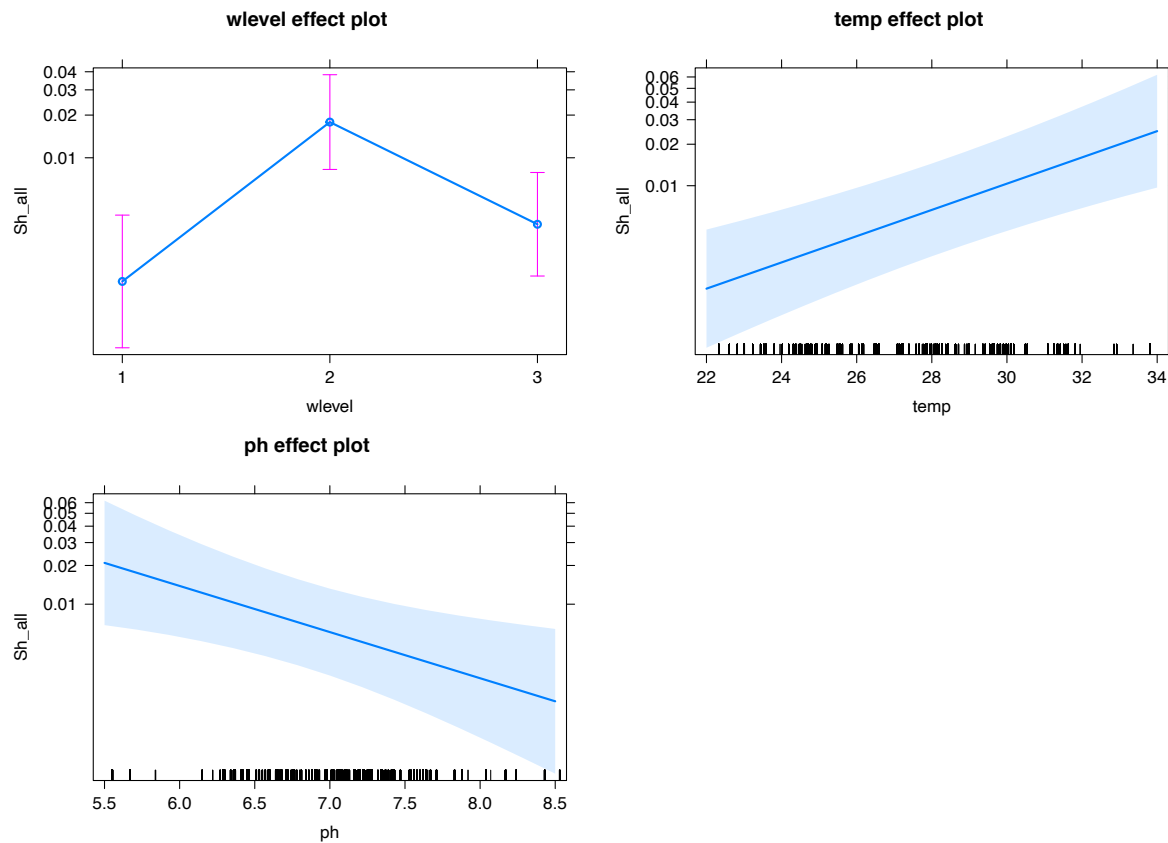 wlevel effect plot
Sh_all
0.04
0.03
0.02
0.01
1 2 3
wlevel
temp effect plot
Sh_all
0.06
0.05
0.04
0.03
0.02
0.01
22 24 26 28 30 32 34
temp
ph effect plot
Sh_all
0.06
0.05
0.04
0.03
0.02
0.01
5.5 6.0 6.5 7.0 7.5 8.0 8.5
ph